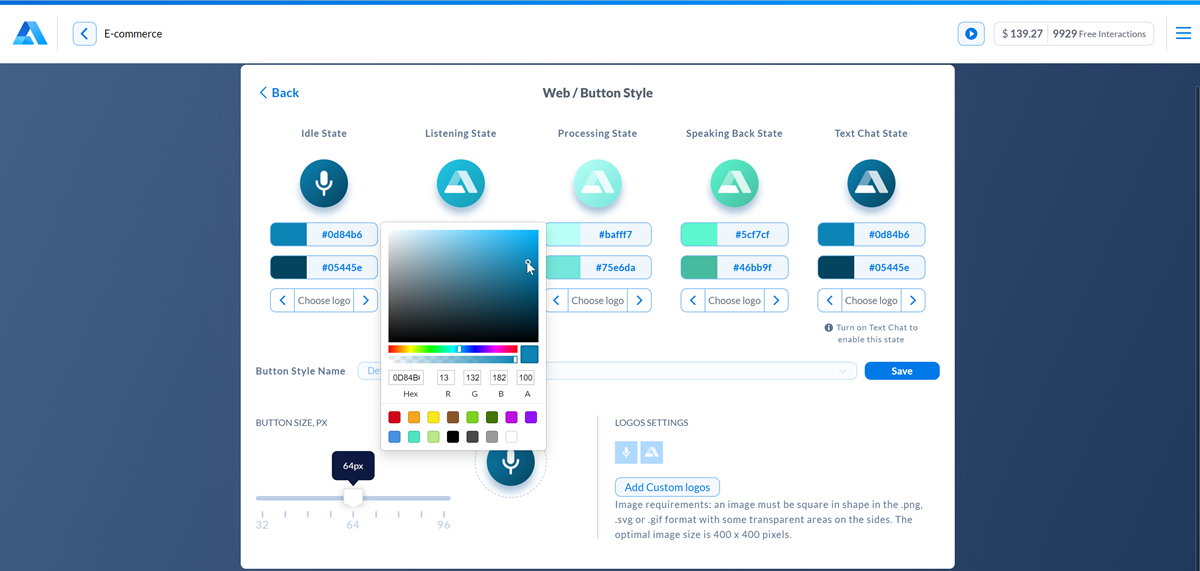 E-commerce
$ 139.27 9929 Free Interactions
Back
Web / Button Style
Idle State Listening State Processing State Speaking Back State Text Chat State
#0d84b6 #bafff7 #5cf7cf #0d84b6
#05445e #75e6da #46bb9f #05445e
Choose logo Choose logo Choose logo Choose logo
Turn on Text Chat to
enable this state
Button Style Name Save
0D84B 13 132 182 100
Hex R G B A
BUTTON SIZE, PX
64px
32 64 96
LOGOS SETTINGS
Add Custom logos
Image requirements: an image must be square in shape in the .png,
.svg or .gif format with some transparent areas on the sides. The
optimal image size is 400 x 400 pixels.